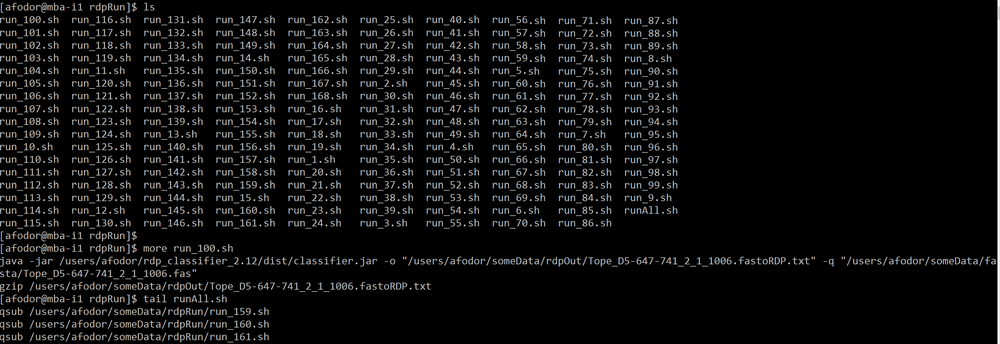 [afodor@mba-i1 rdpRun]$ ls
run_100.sh  run_116.sh  run_131.sh  run_147.sh  run_162.sh  run_25.sh  run_40.sh  run_56.sh  run_71.sh  run_87.sh
run_101.sh  run_117.sh  run_132.sh  run_148.sh  run_163.sh  run_26.sh  run_41.sh  run_57.sh  run_72.sh  run_88.sh
run_102.sh  run_118.sh  run_133.sh  run_149.sh  run_164.sh  run_27.sh  run_42.sh  run_58.sh  run_73.sh  run_89.sh
run_103.sh  run_119.sh  run_134.sh  run_14.sh  run_165.sh  run_28.sh  run_43.sh  run_59.sh  run_74.sh  run_8.sh
run_104.sh  run_11.sh  run_135.sh  run_150.sh  run_166.sh  run_29.sh  run_44.sh  run_5.sh  run_75.sh  run_90.sh
run_105.sh  run_120.sh  run_136.sh  run_151.sh  run_167.sh  run_2.sh  run_45.sh  run_60.sh  run_76.sh  run_91.sh
run_106.sh  run_121.sh  run_137.sh  run_152.sh  run_168.sh  run_30.sh  run_46.sh  run_61.sh  run_77.sh  run_92.sh
run_107.sh  run_122.sh  run_138.sh  run_153.sh  run_16.sh  run_31.sh  run_47.sh  run_62.sh  run_78.sh  run_93.sh
run_108.sh  run_123.sh  run_139.sh  run_154.sh  run_17.sh  run_32.sh  run_48.sh  run_63.sh  run_79.sh  run_94.sh
run_109.sh  run_124.sh  run_13.sh  run_155.sh  run_18.sh  run_33.sh  run_49.sh  run_64.sh  run_7.sh  run_95.sh
run_10.sh  run_125.sh  run_140.sh  run_156.sh  run_19.sh  run_34.sh  run_4.sh  run_65.sh  run_80.sh  run_96.sh
run_110.sh  run_126.sh  run_141.sh  run_157.sh  run_1.sh  run_35.sh  run_50.sh  run_66.sh  run_81.sh  run_97.sh
run_111.sh  run_127.sh  run_142.sh  run_158.sh  run_20.sh  run_36.sh  run_51.sh  run_67.sh  run_82.sh  run_98.sh
run_112.sh  run_128.sh  run_143.sh  run_159.sh  run_21.sh  run_37.sh  run_52.sh  run_68.sh  run_83.sh  run_99.sh
run_113.sh  run_129.sh  run_144.sh  run_15.sh  run_22.sh  run_38.sh  run_53.sh  run_69.sh  run_84.sh  run_9.sh
run_114.sh  run_12.sh  run_145.sh  run_160.sh  run_23.sh  run_39.sh  run_54.sh  run_6.sh  run_85.sh  runAll.sh
run_115.sh  run_130.sh  run_146.sh  run_161.sh  run_24.sh  run_3.sh  run_55.sh  run_70.sh  run_86.sh
[afodor@mba-i1 rdpRun]$
[afodor@mba-i1 rdpRun]$ more run_100.sh
java -jar /users/afodor/rdp_classifier_2.12/dist/classifier.jar -o "/users/afodor/someData/rdpOut/Tope_D5-647-741_2_1_1006.fastoRDP.txt" -q "/users/afodor/someData/fa
sta/Tope_D5-647-741_2_1_1006.fas"
gzip /users/afodor/someData/rdpOut/Tope_D5-647-741_2_1_1006.fastoRDP.txt
[afodor@mba-i1 rdpRun]$ tail runAll.sh
qsub /users/afodor/someData/rdpRun/run_159.sh
qsub /users/afodor/someData/rdpRun/run_160.sh
qsub /users/afodor/someData/rdpRun/run_161.sh